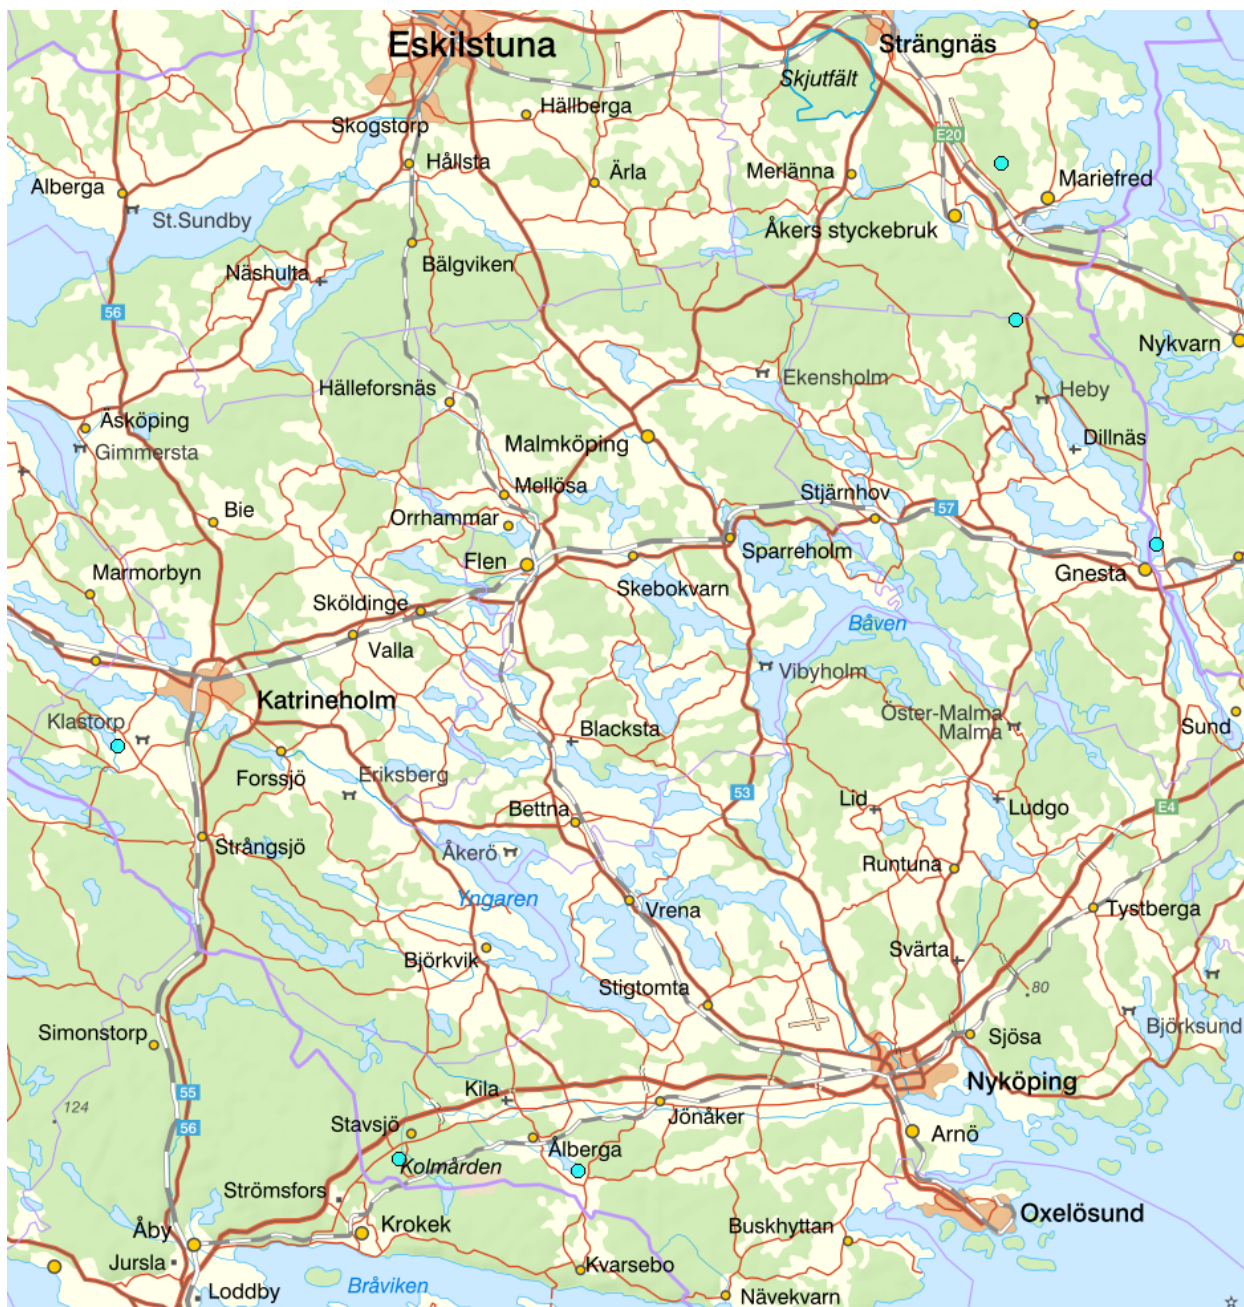 Eskilstuna
Strängnäs
Skjutfält
Hällberga
Skogstorp
E20
Hållsta
Ärla
Merlänna
Mariefred
Alberga
St.Sundby
Åkers styckebruk
Bälgviken
Näshulta
56
Nykvarn
Ekensholm
Hälleforsnäs
Heby
Äsköping
Dillnäs
Malmköping
Gimmersta
Mellösa
Stjärnhov
Bie
Orrhammar
57
Sparreholm
Flen
Gnesta
Marmorbyn
Skebokvarn
Sköldinge
Båven
Valla
Vibyholm
Katrineholm
Öster-Malma
Malma
Klastorp
Blacksta
Sund
Forssjö
Eriksberg
53
Lid
Ludgo
E4
Bettna
Strångsjö
Åkerö
Runtuna
Yngaren
Vrena
Tystberga
Björkvik
Svärta
Stigtomta
80
Björksund
Simonstorp
Sjösa
Nyköping
55
Kila
124
Stavsjö
56
Jönåker
Arnö
Ålberga
Kolmården
Strömsfors
Oxelösund
Krokek
Buskhyttan
Åby
Jursla
Kvarsebo
Bråviken
Loddby
Nävekvarn